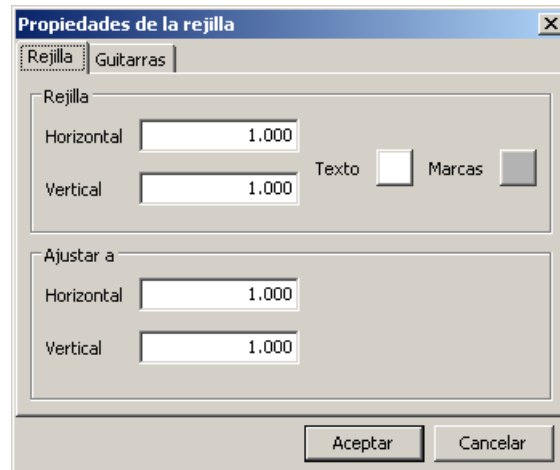 Propiedades de la rejilla
Rejilla Guitarras
Rejilla
Horizontal 1.000
Texto Marcas
Vertical 1.000
Ajustar a
Horizontal 1.000
Vertical 1.000
Aceptar Cancelar